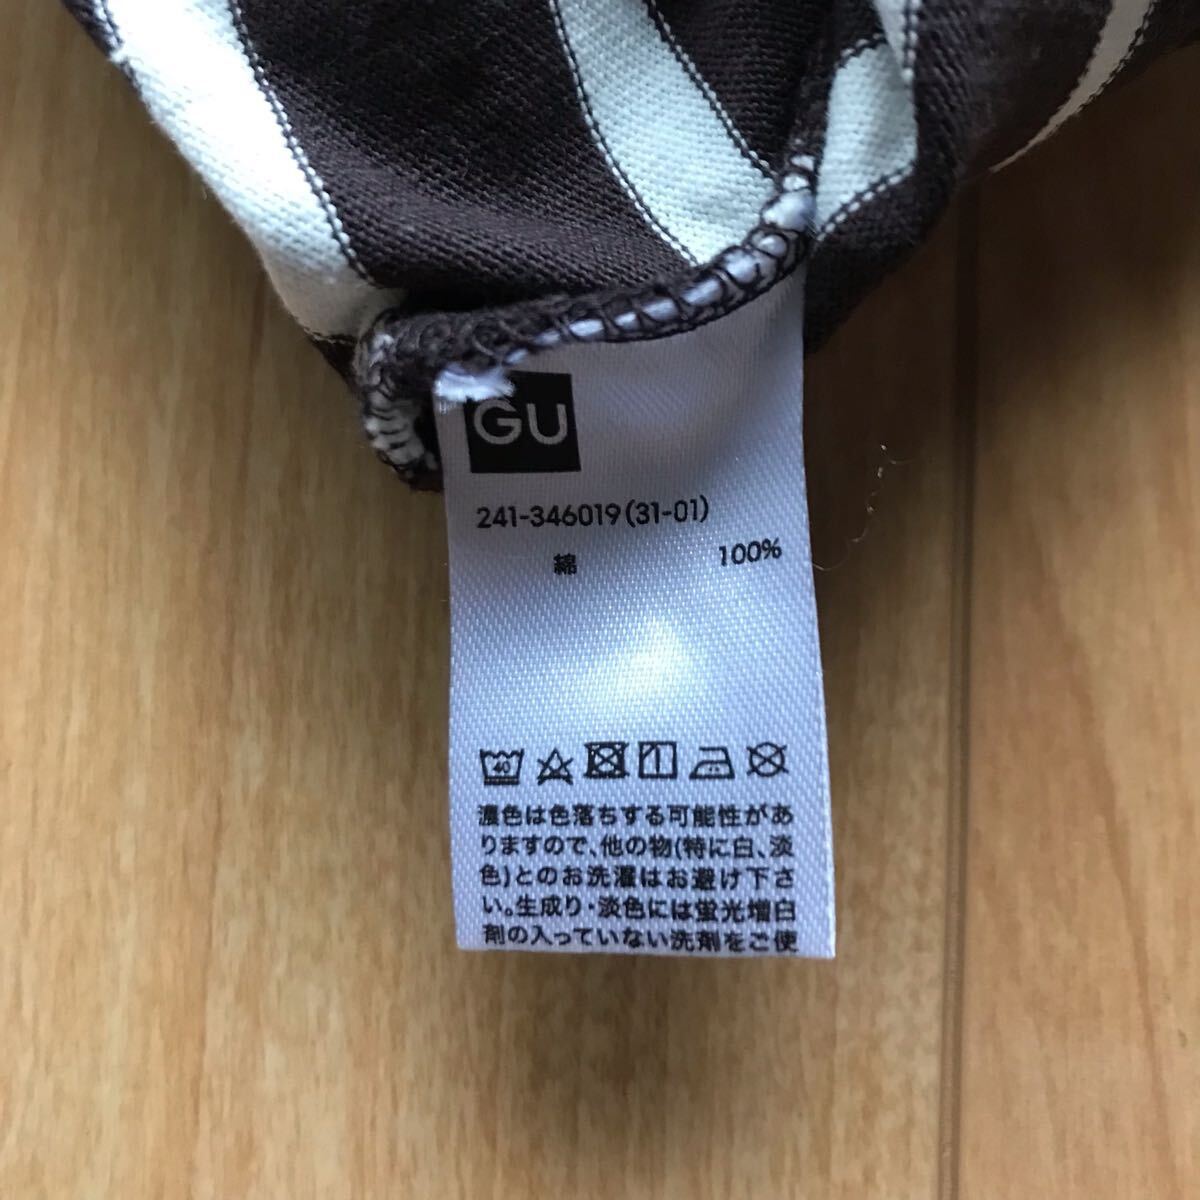 GU
241-346019(31-01)
綿 100%
40
濃色は色落ちする可能性があ
りますので、他の物(特に白、淡
色)とのお洗濯はお避け下さ
い。生成り・淡色には蛍光増白
剤の入っていない洗剤をご使